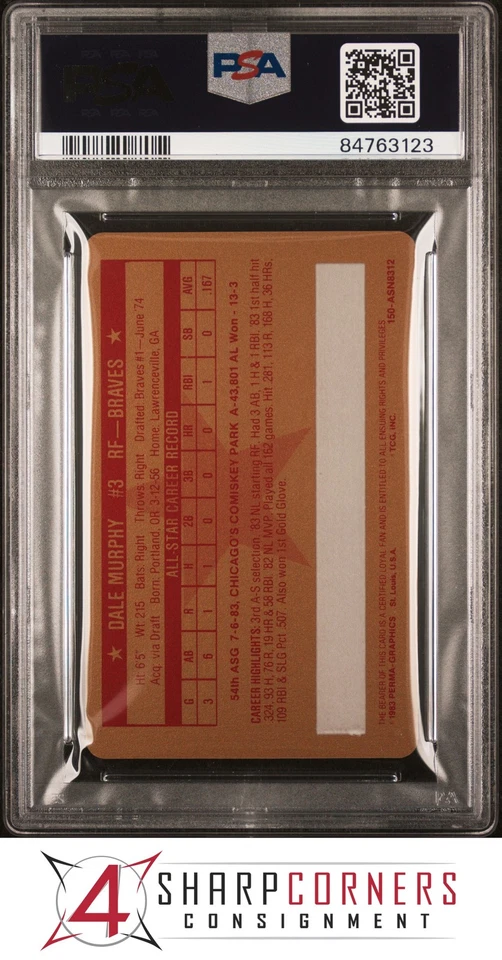 PSA
84763123
★ DALE MURPHY #3 RF—BRAVES ★
Ht: 6'5" Wt: 215 Bats: Right Throws: Right Drafted: Braves #1—June 74
Acq: via Draft Born: Portland, OR 3-12-56 Home: Lawrenceville, GA
ALL-STAR CAREER RECORD
G AB R H 2B 3B HR RBI SB AVG
3 6 1 1 0 0 0 1 0 .167
54th ASG 7-6-83, CHICAGO'S COMISKEY PARK A-43,801 AL Won - 13-3
CAREER HIGHLIGHTS: 3rd A-S selection, '83 NL starting RF. Had 3 AB, 1 H & 1 RBI. '83 1st half hit
.324, 93 H, 76 R, 19 HR & 58 RBI. '82 NL MVP. Played all 162 games. Hit .281, 113 R, 168 H, 36 HRs,
109 RBI & SLG Pct .507. Also won 1st Gold Glove.
THE BEARER OF THIS CARD IS A CERTIFIED LOYAL FAN AND IS ENTITLED TO ALL ENSUING RIGHTS AND PRIVILEGES
©1983 PERMA-GRAPHICS St. Louis, U.S.A. ©TCG, INC. 150-ASN8312
4 SHARPCORNERS
CONSIGNMENT